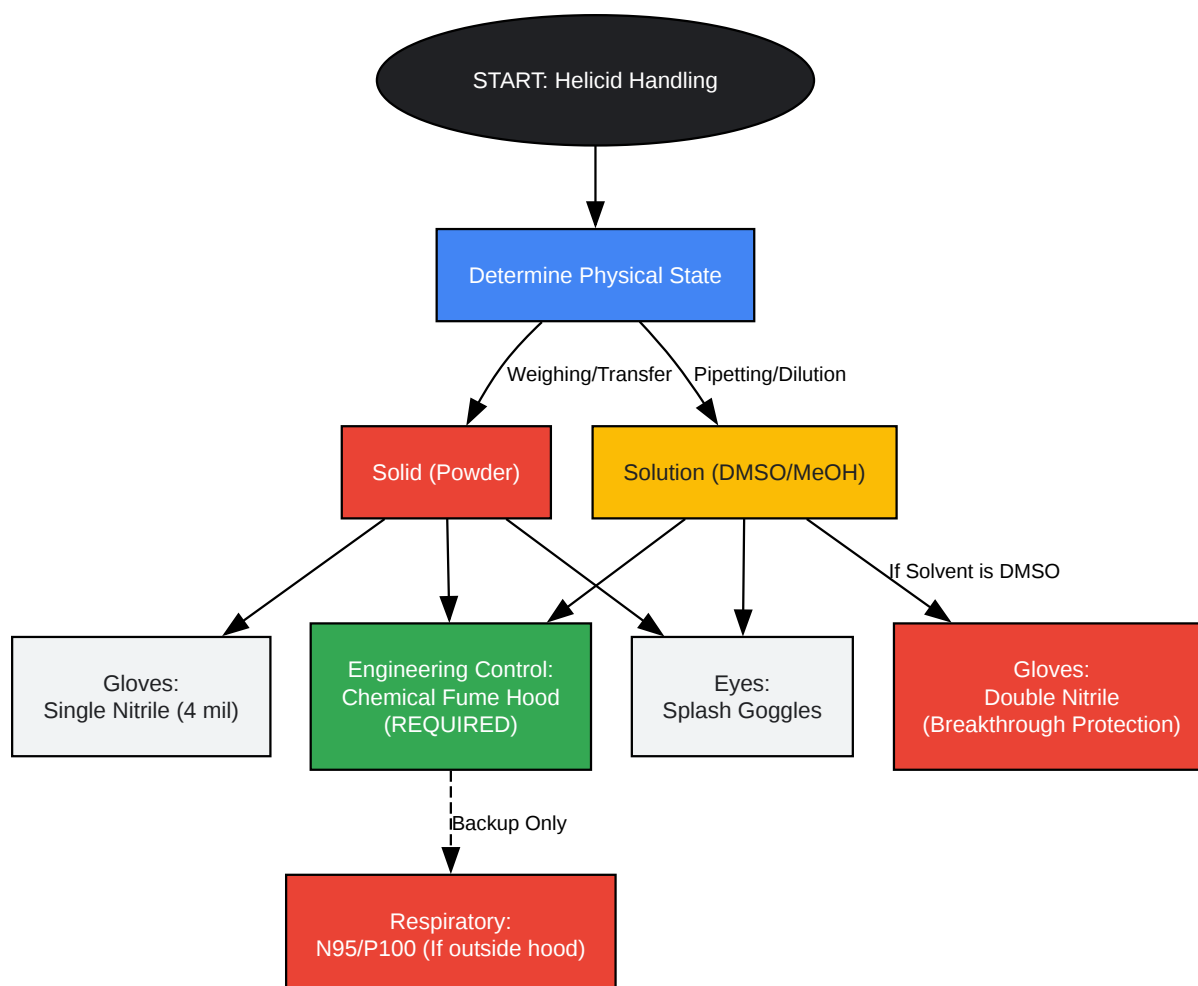 START: Helicid Handling
Determine Physical State
Weighing/Transfer
Pipetting/Dilution
Solid (Powder)
Solution (DMSO/MeOH)
If Solvent is DMSO
Gloves:
Single Nitrile (4 mil)
Engineering Control:
Chemical Fume Hood
(REQUIRED)
Eyes:
Splash Goggles
Gloves:
Double Nitrile
(Breakthrough Protection)
Backup Only
Respiratory:
N95/P100 (If outside hood)